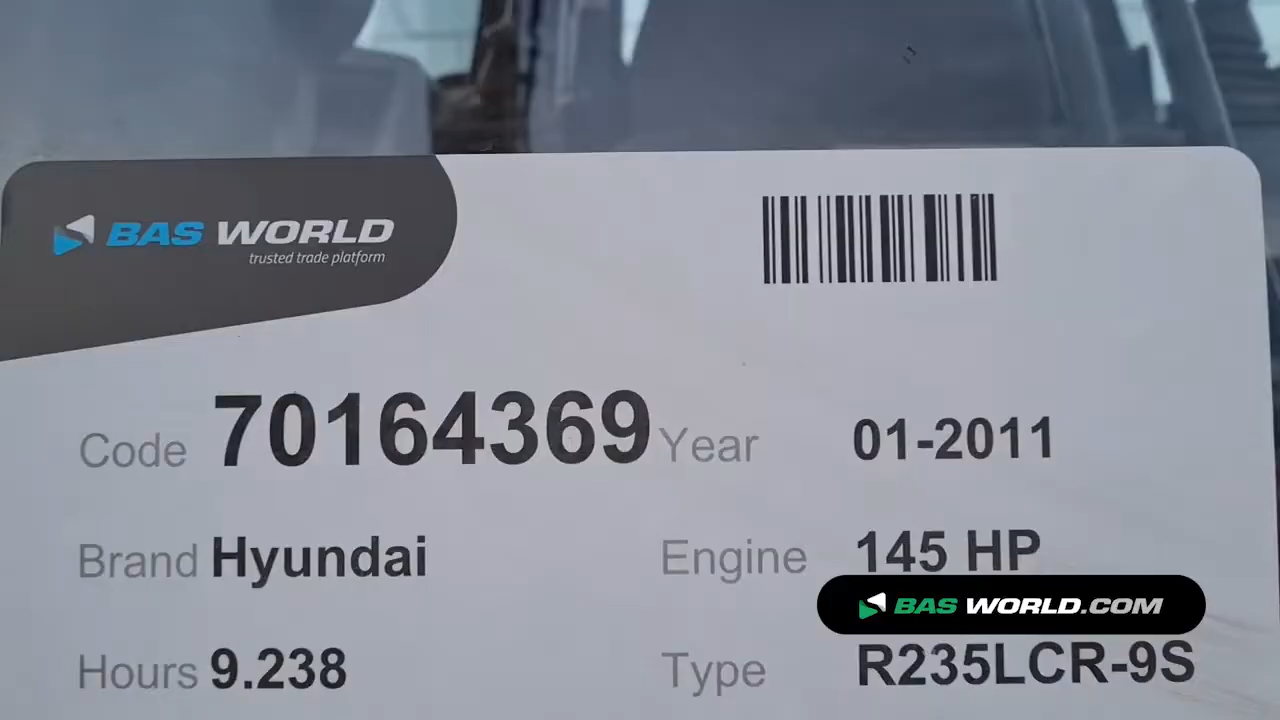 BAS WORLD
trusted trade platform
Code 70164369 Year 01-2011
Brand Hyundai Engine 145 HP
BAS WORLD.COM
Hours 9.238 Type R235LCR-9S